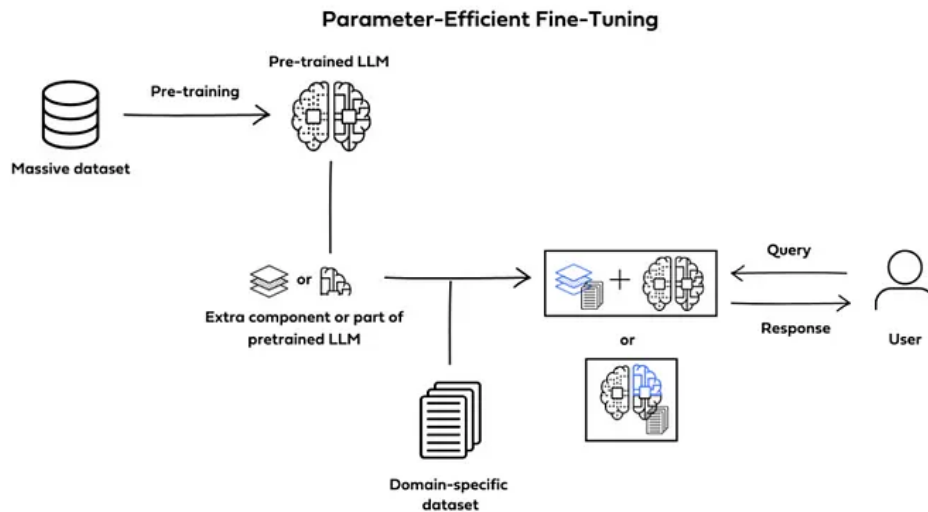 Parameter-Efficient Fine-Tuning
Pre-trained LLM
Pre-training
Massive dataset
or
Extra component or part of
pretrained LLM
Domain-specific
dataset
+
or
Query
Response
User